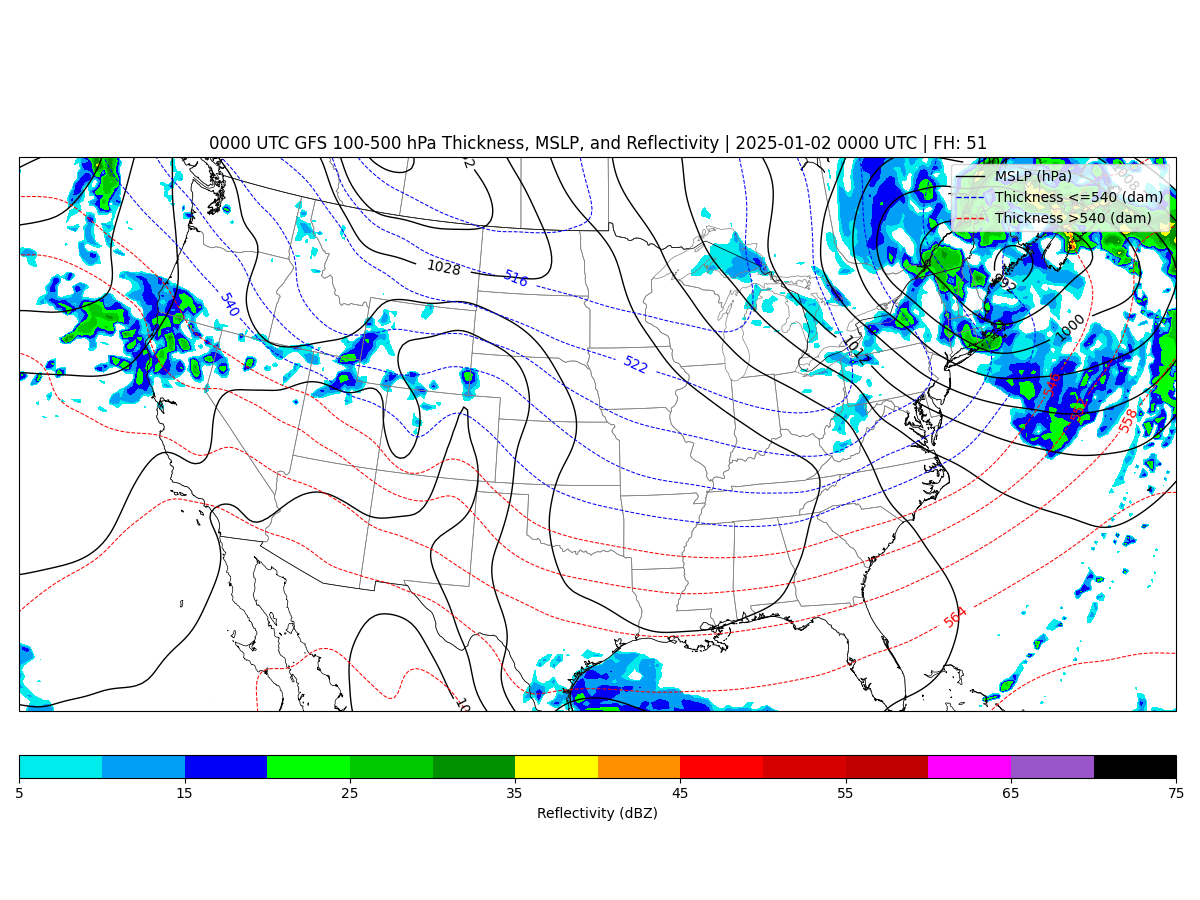 0000 UTC GFS 100-500 hPa Thickness, MSLP, and Reflectivity | 2025-01-02 0000 UTC | FH: 51
MSLP (hPa)
Thickness <=540 (dam)
Thickness >540 (dam)
1008
1028
516
992
540
1000
1012
522
558
564
10
5 15 25 35 45 55 65 75
Reflectivity (dBZ)